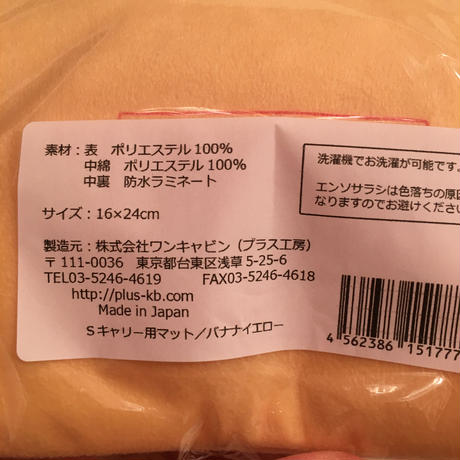 素材：表　ポリエステル100%
中綿　ポリエステル100%
中裏　防水ラミネート
サイズ：16×24cm
製造元：株式会社ワンキャビン（プラス工房）
〒111-0036　東京都台東区浅草5-25-6
TEL03-5246-4619　FAX03-5246-4618
http://plus-kb.com
Made in Japan
Ｓキャリー用マット／バナナイエロー
洗濯機でお洗濯が可能です。
エンソサラシは色落ちの原因
なりますのでお避けください
4 562386 151777